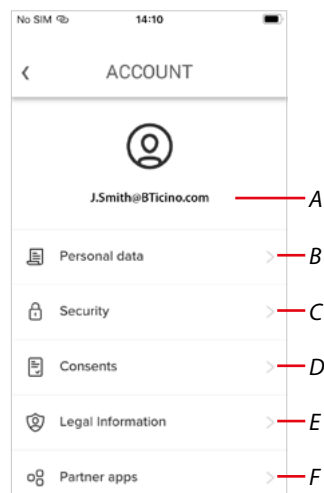 No SIM 14:10
ACCOUNT
J.Smith@BTicino.com
A
Personal data
B
Security
C
Consents
D
Legal Information
E
Partner apps
F